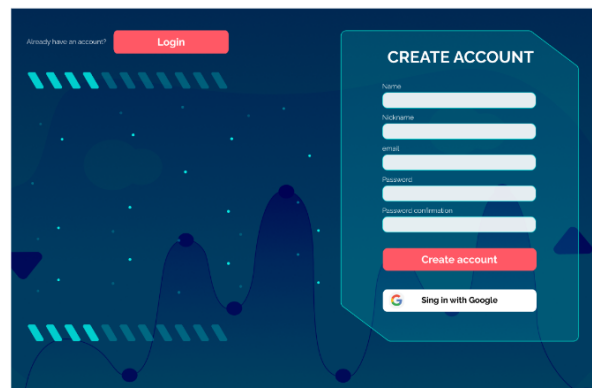 Already have an account?
Login
CREATE ACCOUNT
Name
Nickname
email
Password
Password confirmation
Create account
Sing in with Google